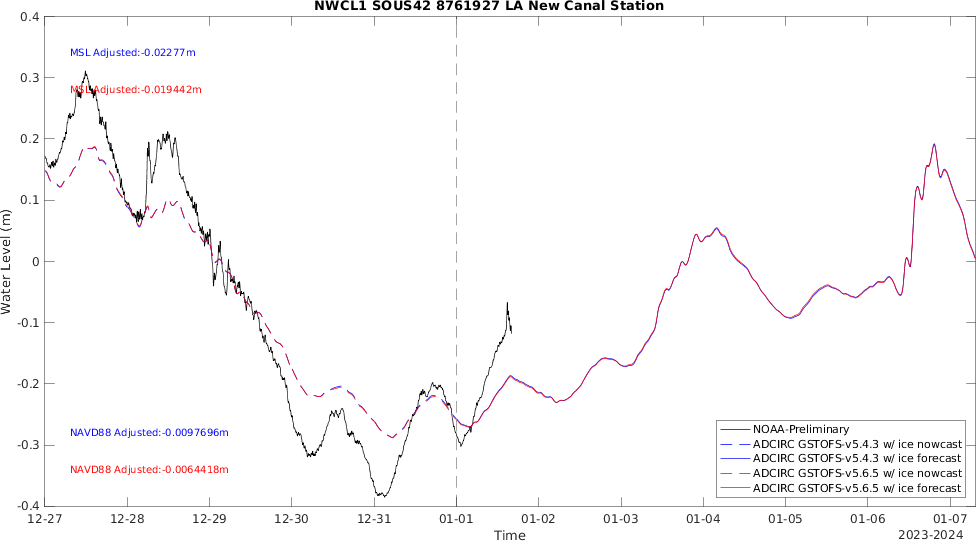 NWCL1 SOUS42 8761927 LA New Canal Station
0.4
0.3
0.2
0.1
0
-0.1
-0.2
-0.3
-0.4
Water Level (m)
MSL Adjusted:-0.02277m
MSL Adjusted:-0.019442m
NAVD88 Adjusted:-0.0097696m
NAVD88 Adjusted:-0.0064418m
NOAA-Preliminary
ADCIRC GSTOFS-v5.4.3 w/ ice nowcast
ADCIRC GSTOFS-v5.4.3 w/ ice forecast
ADCIRC GSTOFS-v5.6.5 w/ ice nowcast
ADCIRC GSTOFS-v5.6.5 w/ ice forecast
12-27 12-28 12-29 12-30 12-31 01-01 01-02 01-03 01-04 01-05 01-06 01-07
Time
2023-2024